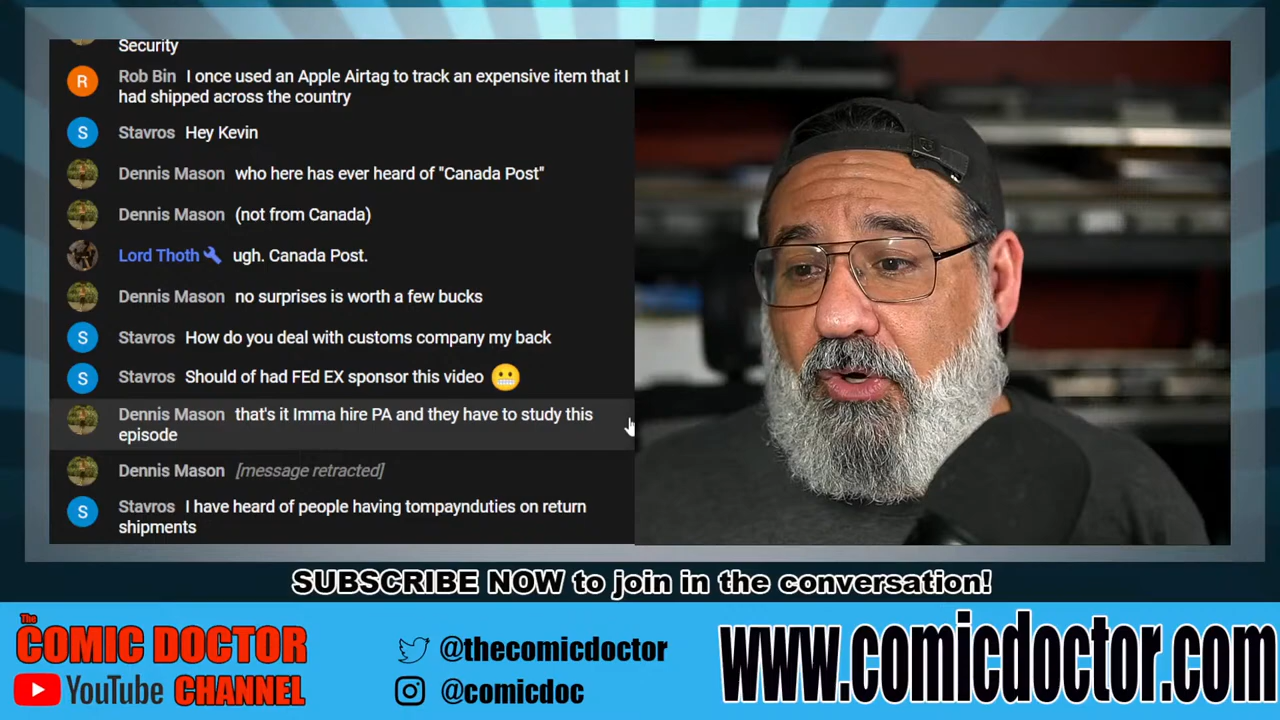 Security
Rob Bin I once used an Apple Airtag to track an expensive item that I
had shipped across the country
Stavros Hey Kevin
Dennis Mason who here has ever heard of "Canada Post"
Dennis Mason (not from Canada)
Lord Thoth ugh. Canada Post.
Dennis Mason no surprises is worth a few bucks
Stavros How do you deal with customs company my back
Stavros Should of had FEd EX sponsor this video
Dennis Mason that's it Imma hire PA and they have to study this
episode
Dennis Mason [message retracted]
Stavros I have heard of people having tompaynduties on return
shipments
R
S
S
S
S
SUBSCRIBE NOW to join in the conversation!
The
COMIC DOCTOR
YouTube CHANNEL
@thecomicdoctor
@comicdoc
www.comicdoctor.com